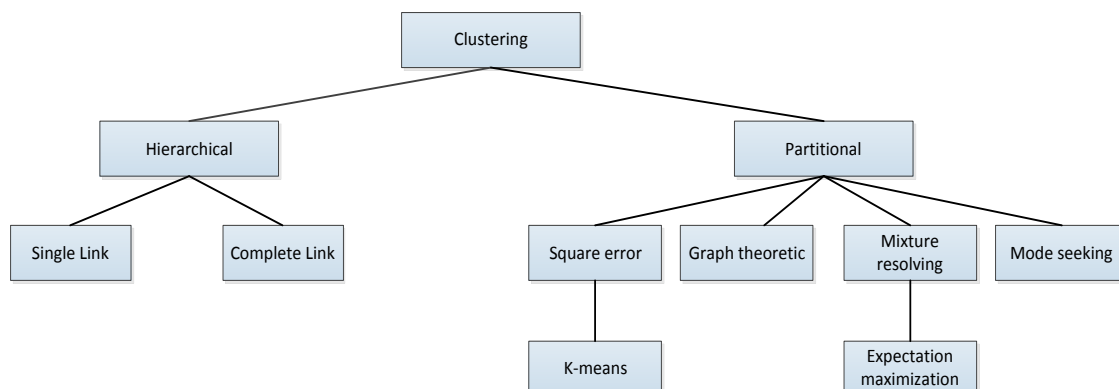 Clustering
Hierarchical
Partitional
Single Link
Complete Link
Square error
Graph theoretic
Mixture
resolving
Mode seeking
K-means
Expectation
maximization